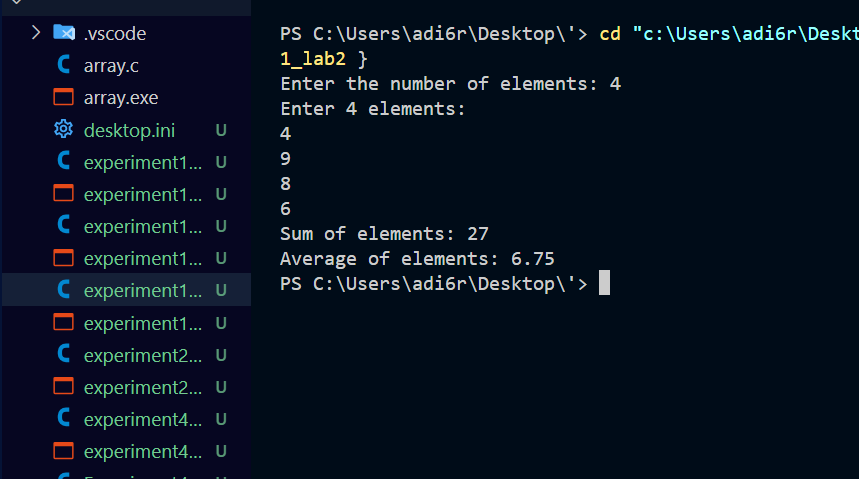 .vscode
array.c
array.exe
desktop.ini U
experiment1... U
experiment1... U
experiment1... U
experiment1... U
experiment1... U
experiment1... U
experiment2... U
experiment2... U
experiment4... U
experiment4... U
PS C:\Users\adi6r\Desktop\'> cd "c:\Users\adi6r\Deskt
1_lab2 }
Enter the number of elements: 4
Enter 4 elements:
4
9
8
6
Sum of elements: 27
Average of elements: 6.75
PS C:\Users\adi6r\Desktop\'>